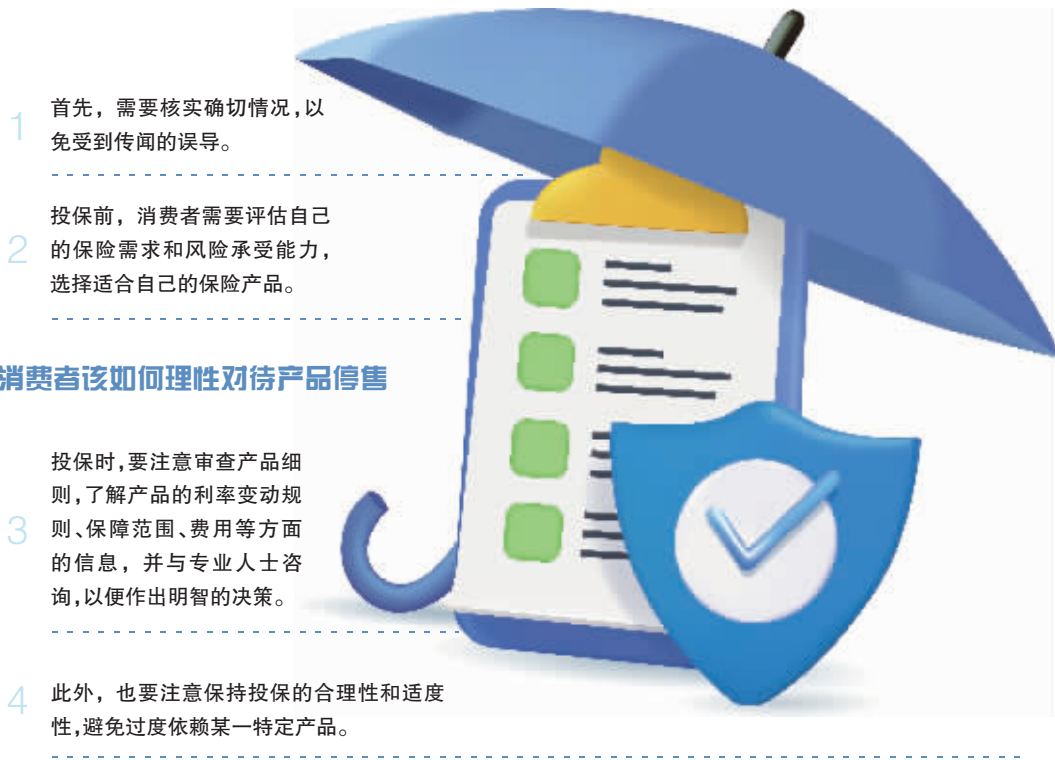 1
首先，需要核实确切情况，以
免受到传闻的误导。
2
投保前，消费者需要评估自己
的保险需求和风险承受能力，
选择适合自己的保险产品。
消费者该如何理性对待产品停售
3
投保时，要注意审查产品细
则，了解产品的利率变动规
则、保障范围、费用等方面
的信息，并与专业人士咨
询，以便作出明智的决策。
4
此外，也要注意保持投保的合理性和适度
性，避免过度依赖某一特定产品。